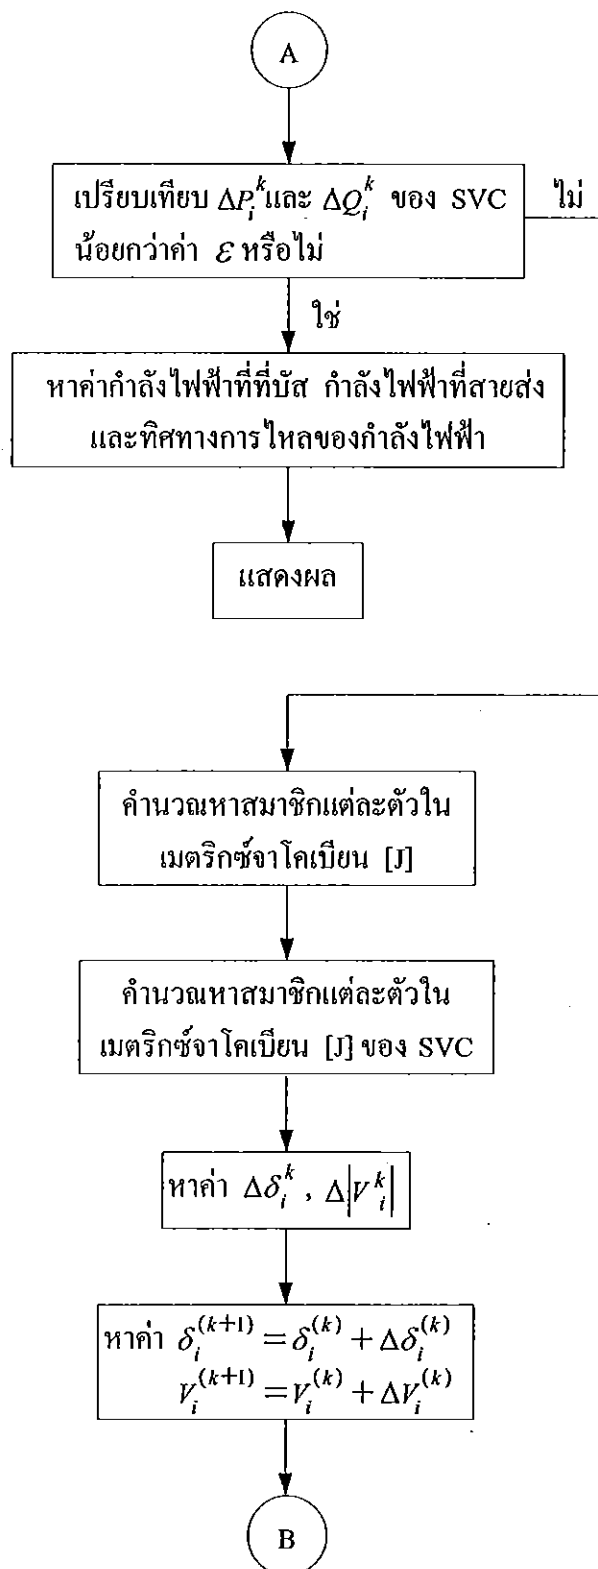 A
เปรียบเทียบ ΔP_i^k และ ΔQ_i^k ของ SVC
น้อยกว่าค่า ε หรือไม่
ไม่
ใช่
หาค่ากำลังไฟฟ้าที่ที่บัส กำลังไฟฟ้าที่สายส่ง
และทิศทางการไหลของกำลังไฟฟ้า
แสดงผล
คำนวณหาสมาชิกแต่ละตัวใน
เมตริกซ์จาโคเบียน [J]
คำนวณหาสมาชิกแต่ละตัวใน
เมตริกซ์จาโคเบียน [J] ของ SVC
หาค่า Δδ_i^k , Δ|V_i^k|
หาค่า δ_i^(k+1) = δ_i^(k) + Δδ_i^(k)
V_i^(k+1) = V_i^(k) + ΔV_i^(k)
B